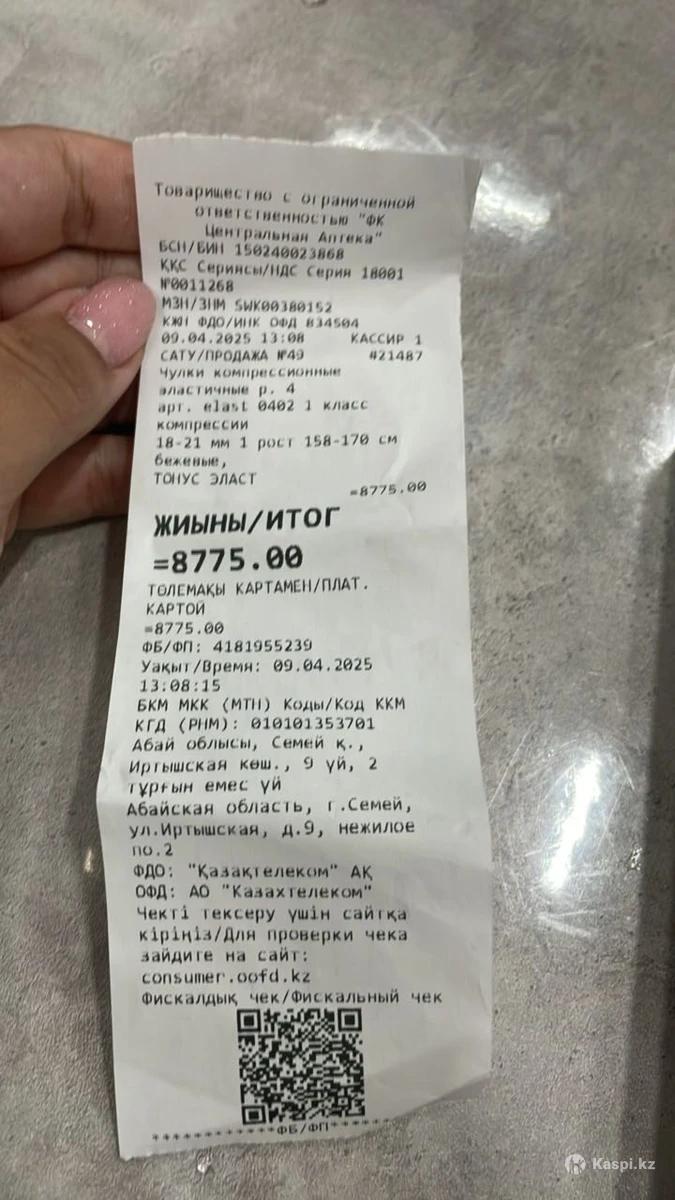 Товарищество с ограниченной
ответственностью "ФК
Центральная Аптека"
БСН/БИН 150240023868
ҚҚС Сериясы/НДС Серия 18001
№0011268
МЗН/ЗНМ SWK00380152
КЖН ФДО/ИНК ОФД 834504
09.04.2025 13:08 КАССИР 1
САТУ/ПРОДАЖА №49 #21487
Чулки компрессионные
эластичные р. 4
арт. elast 0402 1 класс
компрессии
18-21 мм 1 рост 158-170 см
бежевые,
ТОНУС ЭЛАСТ
=8775.00
ЖИЫНЫ/ИТОГ
=8775.00
ТӨЛЕМАҚЫ КАРТАМЕН/ПЛАТ.
КАРТОЙ
=8775.00
ФБ/ФП: 4181955239
Уақыт/Время: 09.04.2025
13:08:15
БКМ МКК (МТН) Коды/Код ККМ
КГД (РНМ): 010101353701
Абай облысы, Семей қ.,
Иртышская көш., 9 үй, 2
тұрғын емес үй
Абайская область, г.Семей,
ул.Иртышская, д.9, нежилое
по.2
ФДО: "Қазақтелеком" АҚ
ОФД: АО "Казахтелеком"
Чекті тексеру үшін сайтқа
кіріңіз/Для проверки чека
зайдите на сайт:
consumer.oofd.kz
Фискалдық чек/Фискальный чек
************ФБ/ФП******
Kaspi.kz